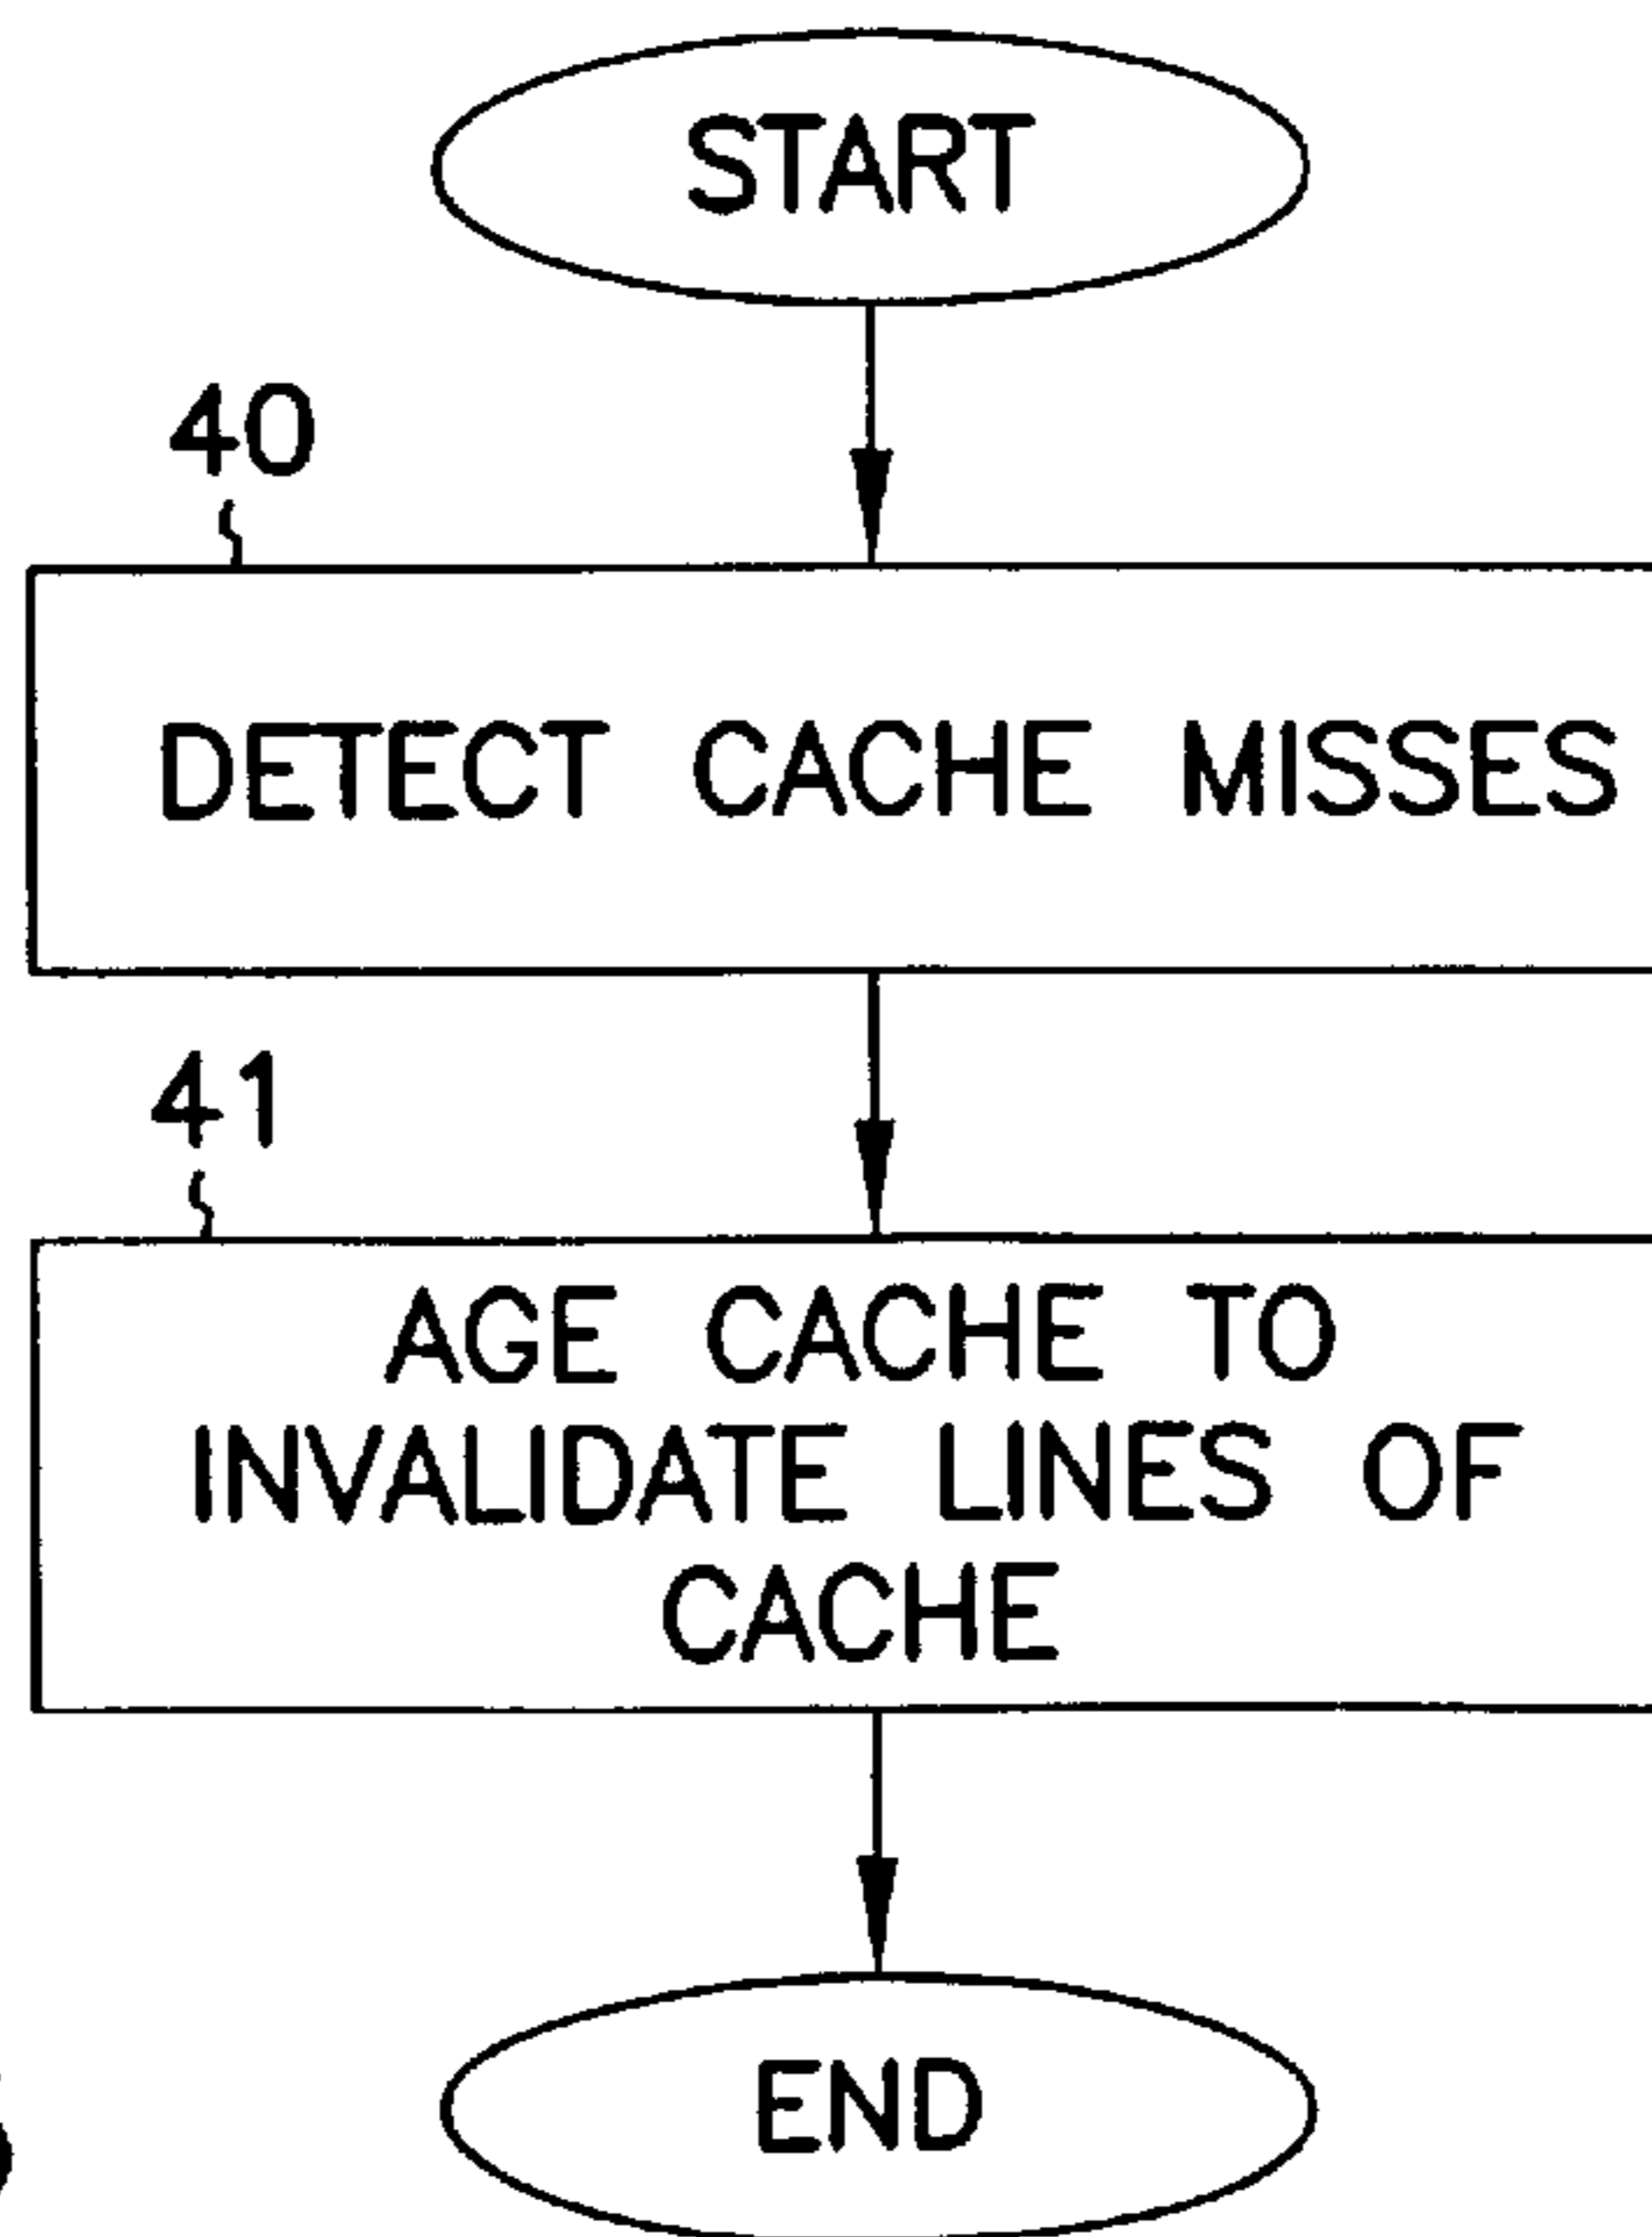 START
40
DETECT CACHE MISSES
41
AGE CACHE TO
INVALIDATE LINES OF
CACHE
END